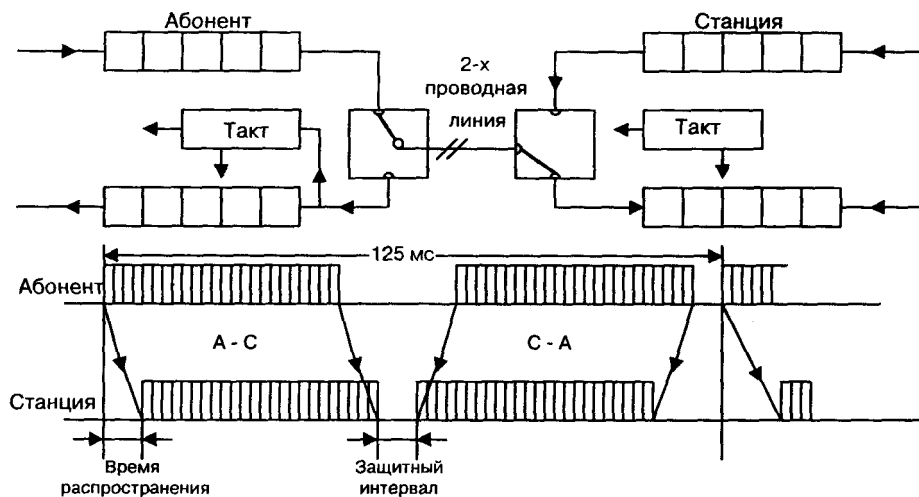 Абонент
Станция
2-х
проводная
линия
Такт
Такт
125 мс
Абонент
А - С
С - А
Станция
Время
распространения
Защитный
интервал